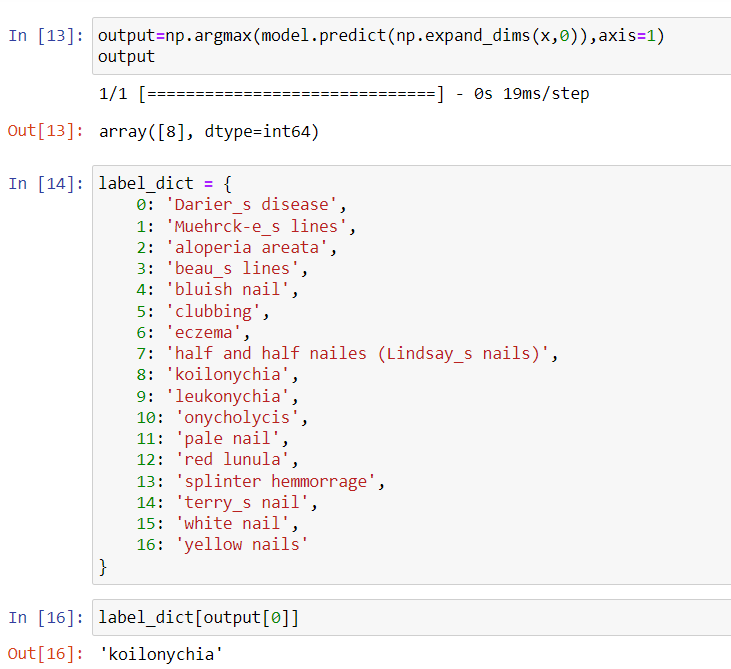 In [13]: output=np.argmax(model.predict(np.expand_dims(x,0)),axis=1)
output
1/1 [==============================] - 0s 19ms/step
Out[13]: array([8], dtype=int64)
In [14]: label_dict = {
    0: 'Darier_s disease',
    1: 'Muehrck-e_s lines',
    2: 'aloperia areata',
    3: 'beau_s lines',
    4: 'bluish nail',
    5: 'clubbing',
    6: 'eczema',
    7: 'half and half nailes (Lindsay_s nails)',
    8: 'koilonychia',
    9: 'leukonychia',
    10: 'onycholycis',
    11: 'pale nail',
    12: 'red lunula',
    13: 'splinter hemmorrage',
    14: 'terry_s nail',
    15: 'white nail',
    16: 'yellow nails'
}
In [16]: label_dict[output[0]]
Out[16]: 'koilonychia'